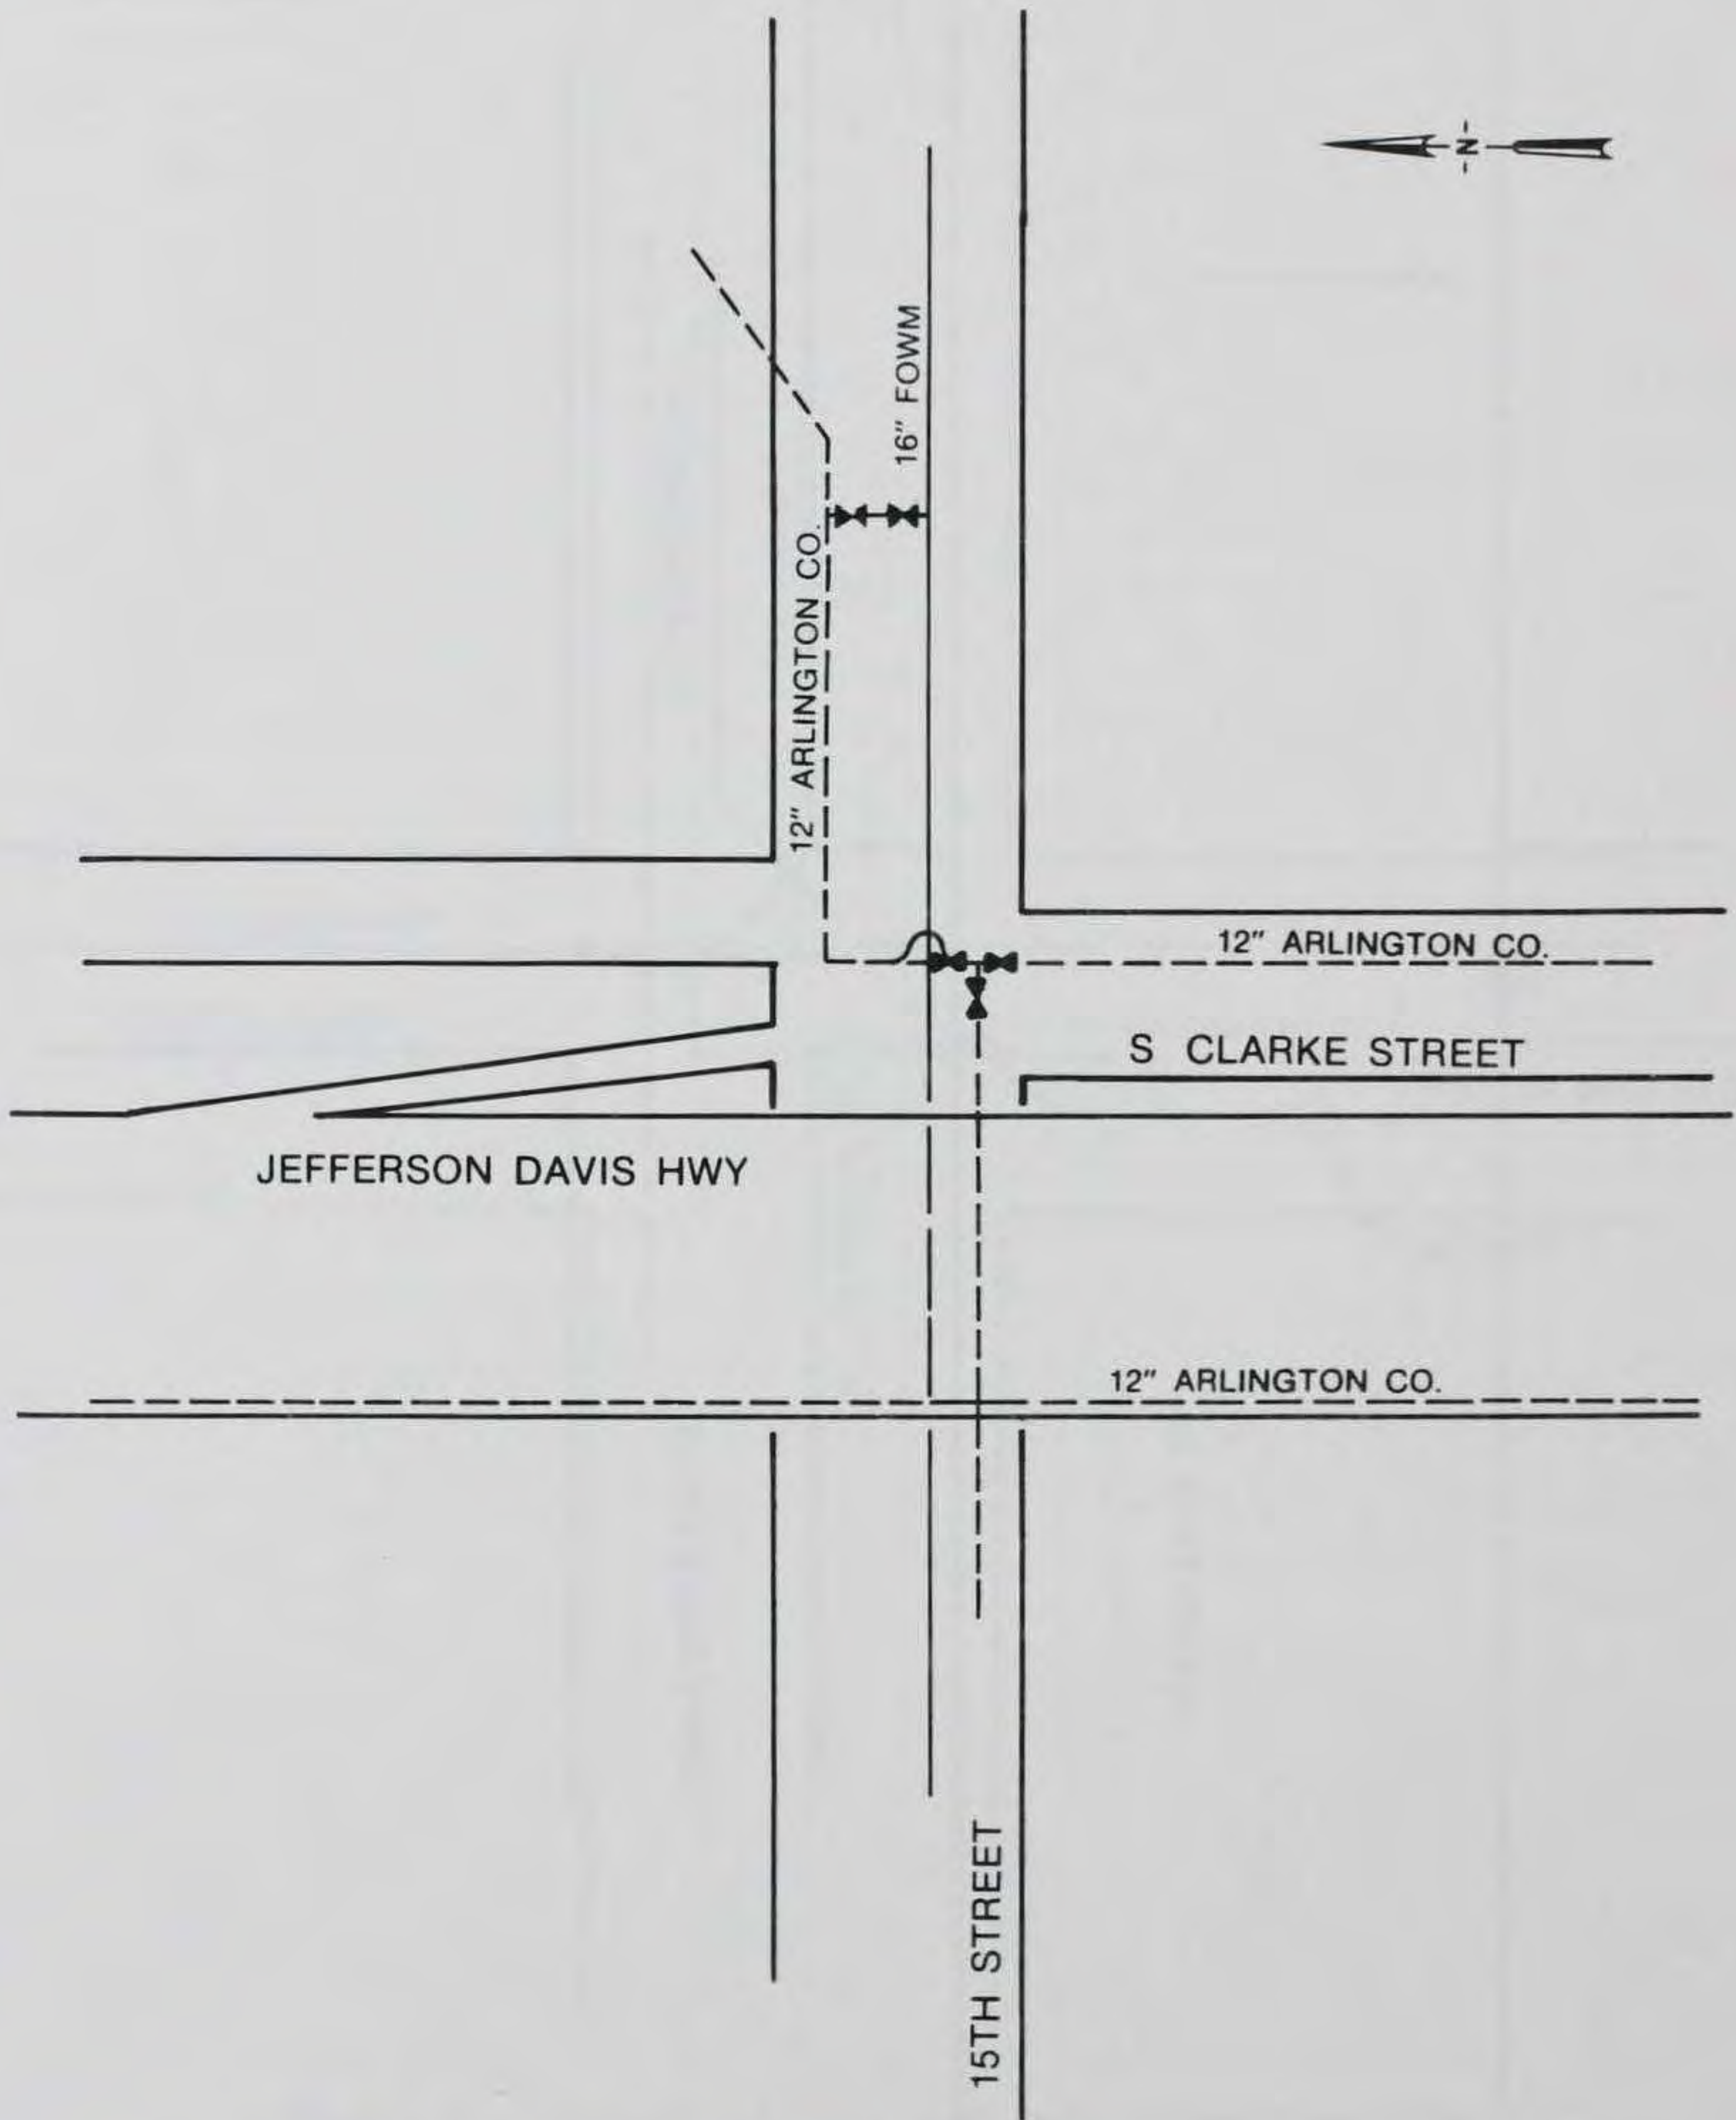 N
16" FOWM
12" ARLINGTON CO.
12" ARLINGTON CO.
S CLARKE STREET
JEFFERSON DAVIS HWY
12" ARLINGTON CO.
15TH STREET